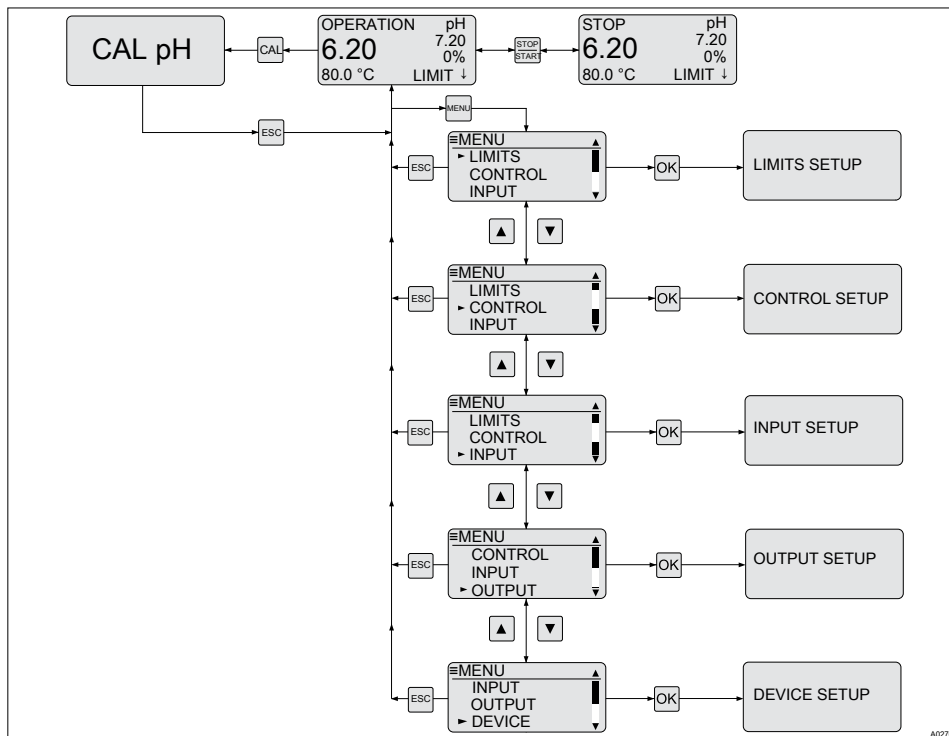 CAL pH
CAL
OPERATION pH
6.20 7.20
0%
80.0 °C LIMIT ↓
STOP
START
STOP pH
6.20 7.20
0%
80.0 °C LIMIT ↓
ESC
MENU
≡MENU ▲
► LIMITS
CONTROL
INPUT ▼
ESC
OK
LIMITS SETUP
▲ ▼
≡MENU ▲
LIMITS
► CONTROL
INPUT ▼
ESC
OK
CONTROL SETUP
▲ ▼
≡MENU ▲
LIMITS
CONTROL
► INPUT ▼
ESC
OK
INPUT SETUP
▲ ▼
≡MENU ▲
CONTROL
INPUT
► OUTPUT ▼
ESC
OK
OUTPUT SETUP
▲ ▼
≡MENU ▲
INPUT
OUTPUT
► DEVICE ▼
ESC
OK
DEVICE SETUP